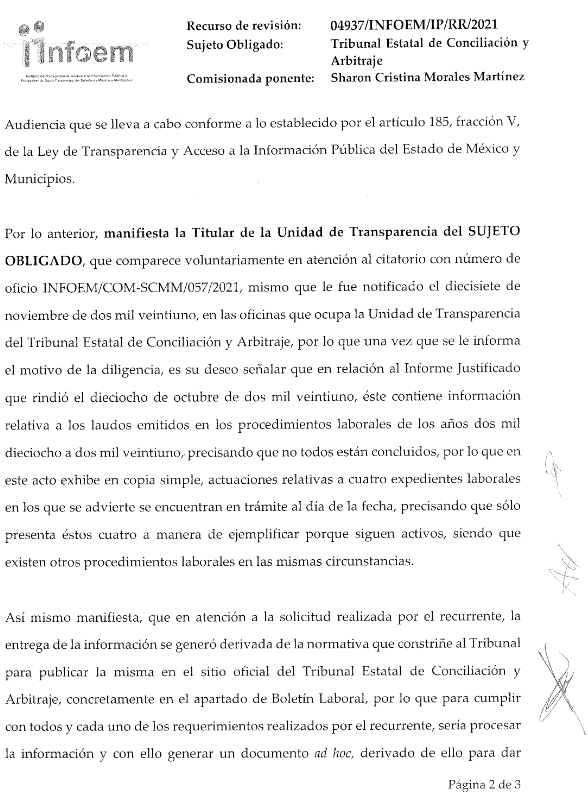 infoem
Instituto de Transparencia, Acceso a la Información Pública y
Protección de Datos Personales del Estado de México y Municipios
Recurso de revisión: 04937/INFOEM/IP/RR/2021
Sujeto Obligado: Tribunal Estatal de Conciliación y
Arbitraje
Comisionada ponente: Sharon Cristina Morales Martínez
Audiencia que se lleva a cabo conforme a lo establecido por el artículo 185, fracción V,
de la Ley de Transparencia y Acceso a la Información Pública del Estado de México y
Municipios.
Por lo anterior, manifiesta la Titular de la Unidad de Transparencia del SUJETO
OBLIGADO, que comparece voluntariamente en atención al citatorio con número de
oficio INFOEM/COM-SCMM/057/2021, mismo que le fue notificado el diecisiete de
noviembre de dos mil veintiuno, en las oficinas que ocupa la Unidad de Transparencia
del Tribunal Estatal de Conciliación y Arbitraje, por lo que una vez que se le informa
el motivo de la diligencia, es su deseo señalar que en relación al Informe Justificado
que rindió el dieciocho de octubre de dos mil veintiuno, éste contiene información
relativa a los laudos emitidos en los procedimientos laborales de los años dos mil
dieciocho a dos mil veintiuno, precisando que no todos están concluidos, por lo que en
este acto exhibe en copia simple, actuaciones relativas a cuatro expedientes laborales
en los que se advierte se encuentran en trámite al día de la fecha, precisando que sólo
presenta éstos cuatro a manera de ejemplificar porque siguen activos, siendo que
existen otros procedimientos laborales en las mismas circunstancias.
Así mismo manifiesta, que en atención a la solicitud realizada por el recurrente, la
entrega de la información se generó derivada de la normativa que constriñe al Tribunal
para publicar la misma en el sitio oficial del Tribunal Estatal de Conciliación y
Arbitraje, concretamente en el apartado de Boletín Laboral, por lo que para cumplir
con todos y cada uno de los requerimientos realizados por el recurrente, sería procesar
la información y con ello generar un documento ad hoc, derivado de ello para dar
Página 2 de 3